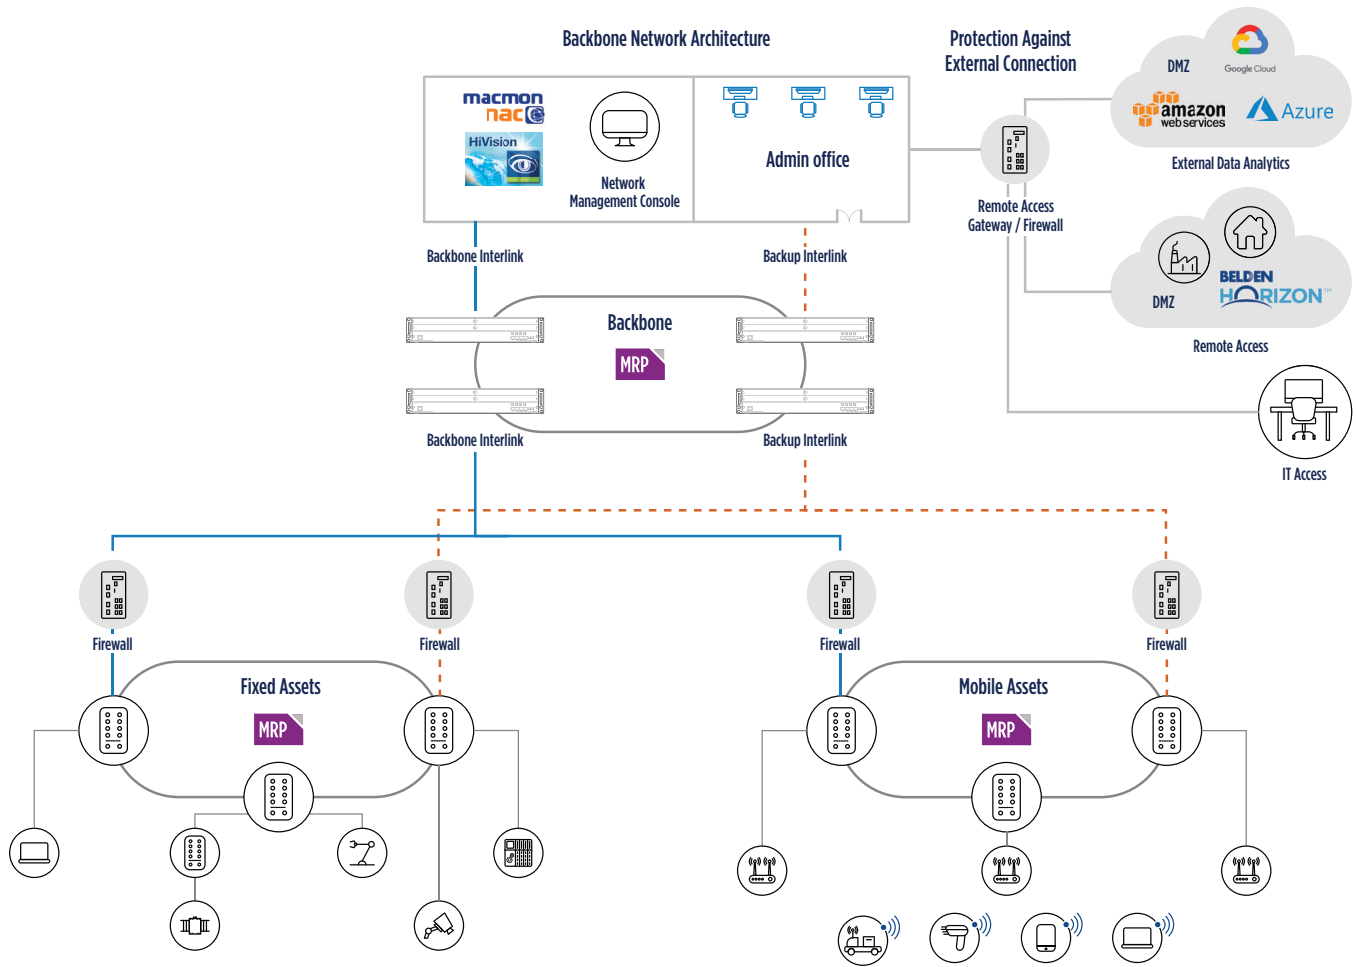 Backbone Network Architecture
Protection Against
External Connection
macmon
nac
HiVision
Network
Management Console
Admin office
Remote Access
Gateway / Firewall
DMZ
Google Cloud
amazon
web services
Azure
External Data Analytics
DMZ
BELDEN
HORIZON™
Remote Access
IT Access
Backbone Interlink
Backup Interlink
Backbone
MRP
Backbone Interlink
Backup Interlink
Firewall
Firewall
Firewall
Firewall
Fixed Assets
MRP
Mobile Assets
MRP